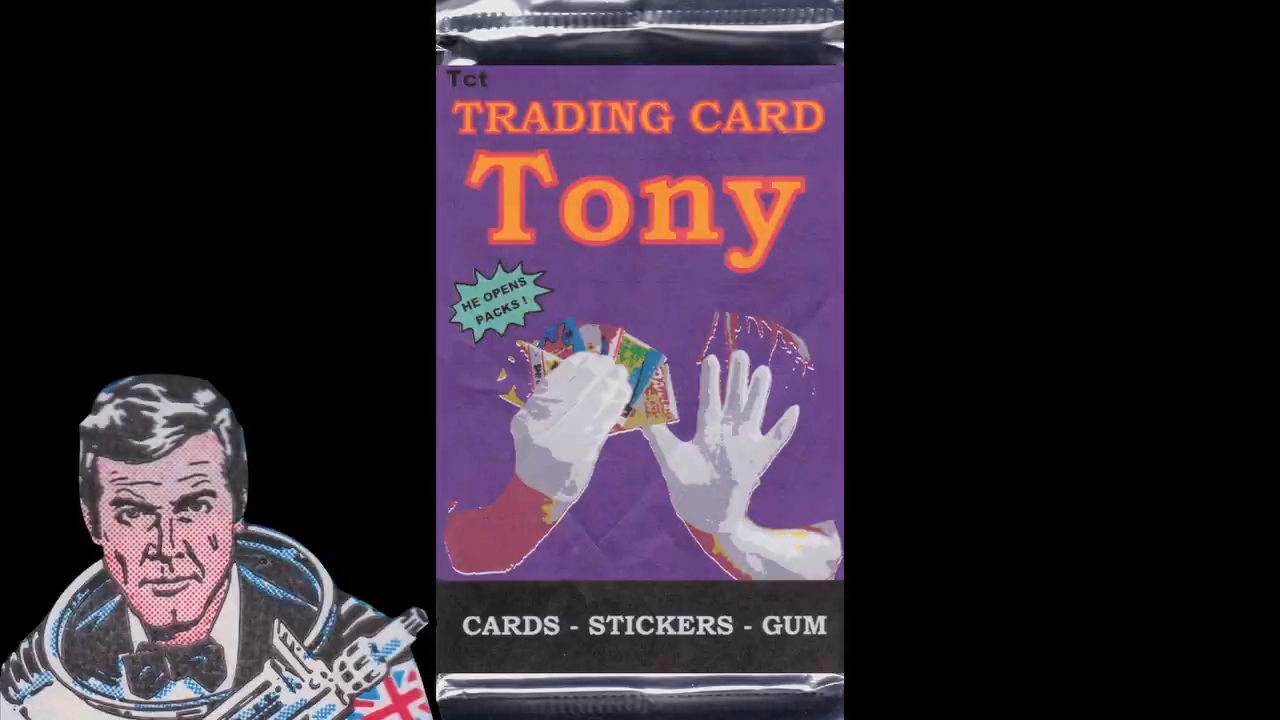 Tct
TRADING CARD
Tony
HE OPENS
PACKS !
CARDS - STICKERS - GUM